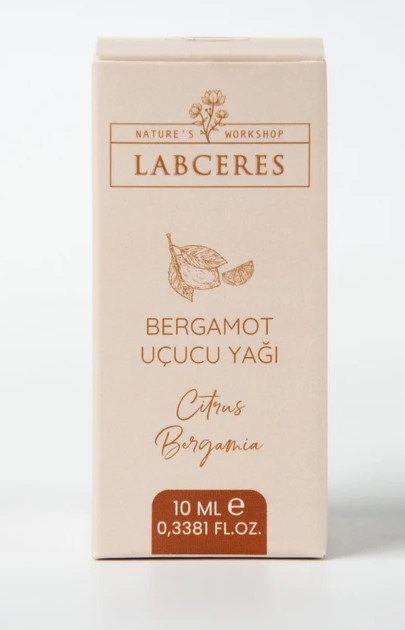 NATURE'S WORKSHOP
LABCERES
BERGAMOT
UÇUCU YAĞI
Citrus
Bergamia
10 ML ℮
0,3381 FL.OZ.